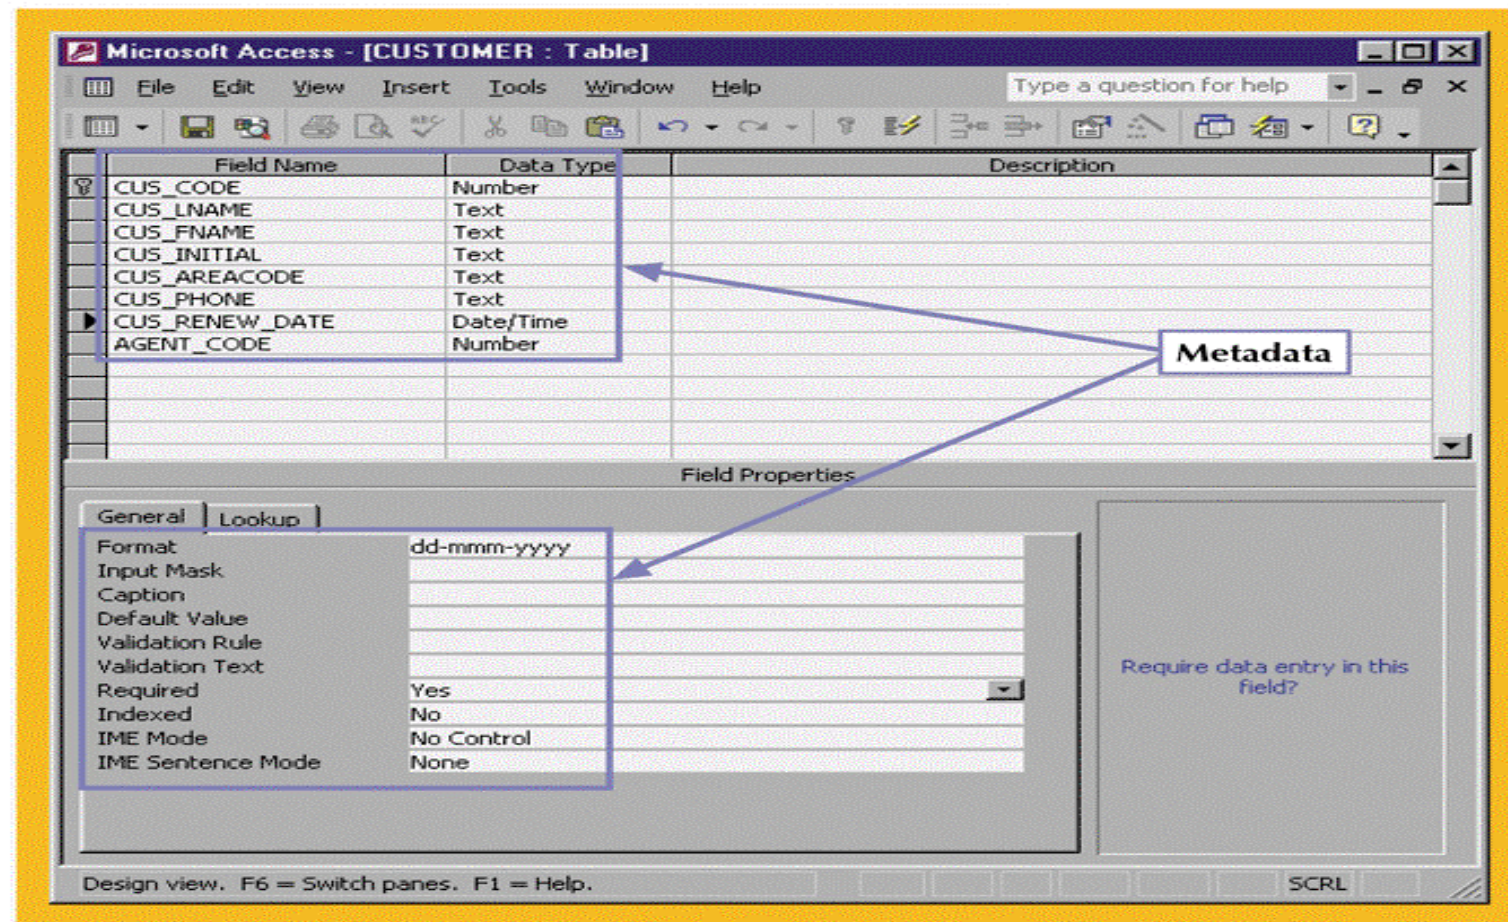 Microsoft Access - [CUSTOMER : Table]
File Edit View Insert Tools Window Help Type a question for help
Field Name Data Type Description
CUS_CODE Number
CUS_LNAME Text
CUS_FNAME Text
CUS_INITIAL Text
CUS_AREACODE Text
CUS_PHONE Text
CUS_RENEW_DATE Date/Time
AGENT_CODE Number
Metadata
Field Properties
General Lookup
Format dd-mmm-yyyy
Input Mask
Caption
Default Value
Validation Rule
Validation Text
Required Yes
Indexed No
IME Mode No Control
IME Sentence Mode None
Require data entry in this
field?
Design view. F6 = Switch panes. F1 = Help. SCRL